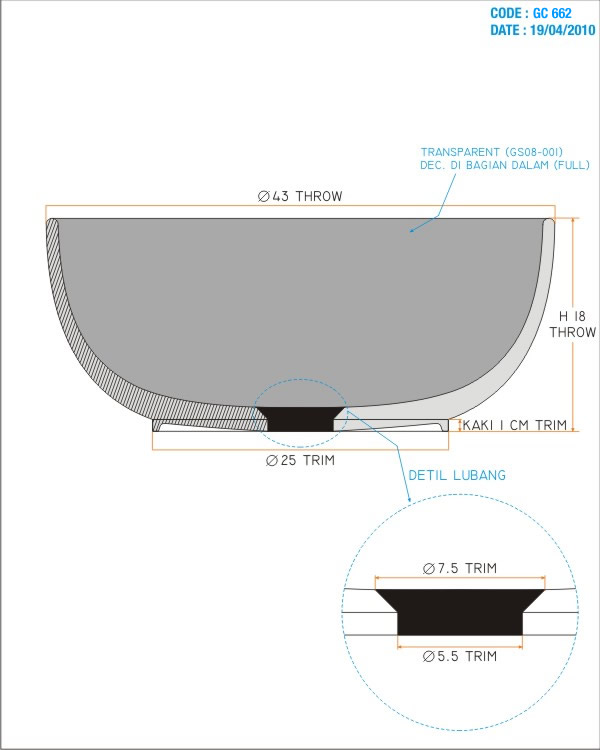 CODE : GC 662
DATE : 19/04/2010
TRANSPARENT (GS08-001)
DEC. DI BAGIAN DALAM (FULL)
∅43 THROW
H 18
THROW
KAKI 1 CM TRIM
∅25 TRIM
DETIL LUBANG
∅7.5 TRIM
∅5.5 TRIM